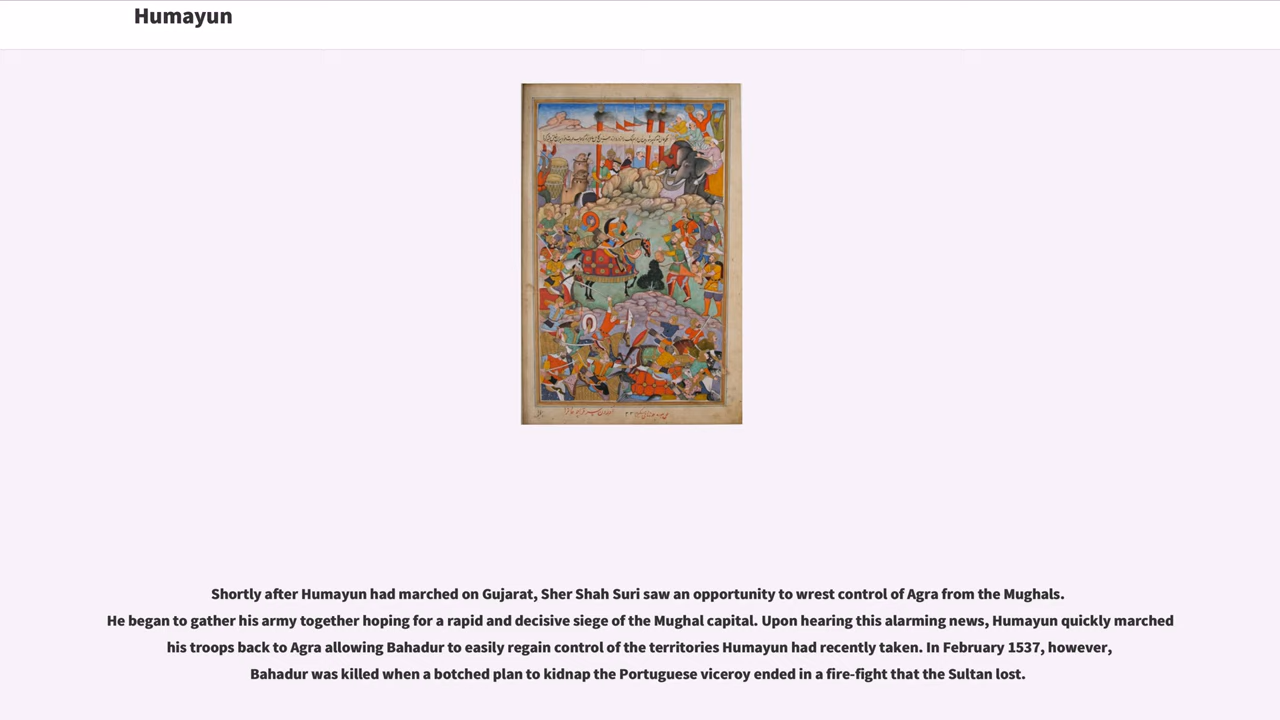 Humayun
Shortly after Humayun had marched on Gujarat, Sher Shah Suri saw an opportunity to wrest control of Agra from the Mughals.
He began to gather his army together hoping for a rapid and decisive siege of the Mughal capital. Upon hearing this alarming news, Humayun quickly marched
his troops back to Agra allowing Bahadur to easily regain control of the territories Humayun had recently taken. In February 1537, however,
Bahadur was killed when a botched plan to kidnap the Portuguese viceroy ended in a fire-fight that the Sultan lost.